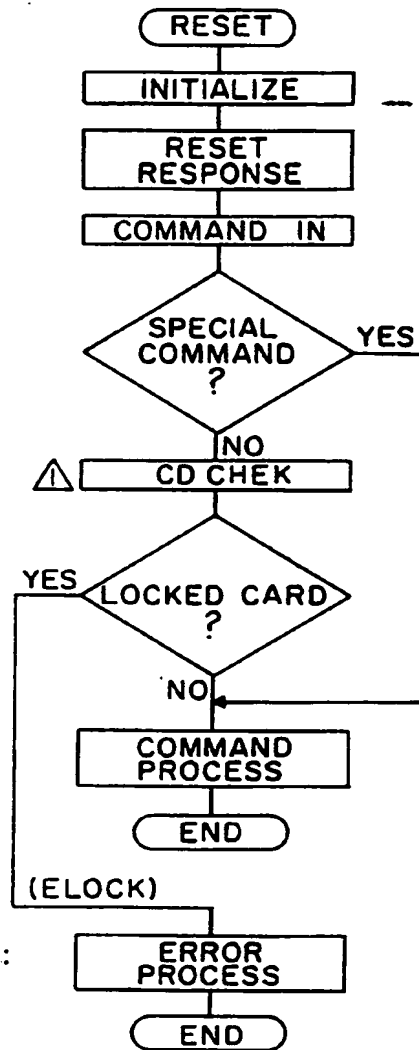 RESET
INITIALIZE
RESET
RESPONSE
COMMAND IN
SPECIAL
COMMAND
?
YES
NO
1
CD CHEK
YES
LOCKED CARD
?
NO
COMMAND
PROCESS
END
(ELOCK)
ERROR
PROCESS
END